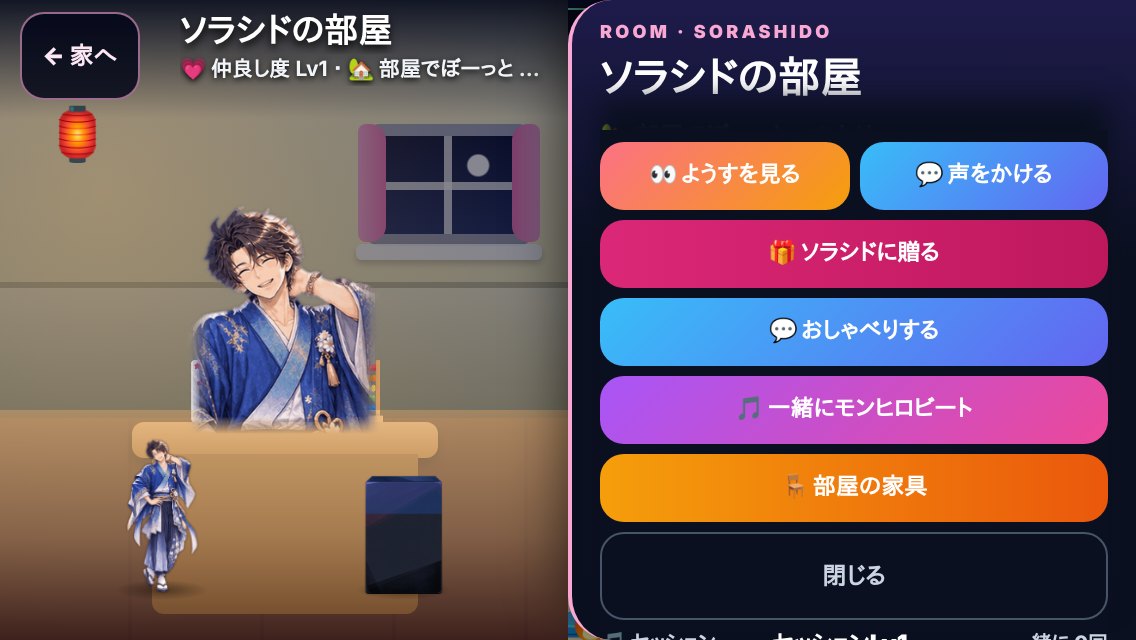 ← 家へ
ソラシドの部屋
💗 仲良し度 Lv1 · 🏡 部屋でぼーっと …
ROOM · SORASHIDO
ソラシドの部屋
👀 ようすを見る
💬 声をかける
🎁 ソラシドに贈る
💬 おしゃべりする
🎵 一緒にモンヒロビート
🪑 部屋の家具
閉じる